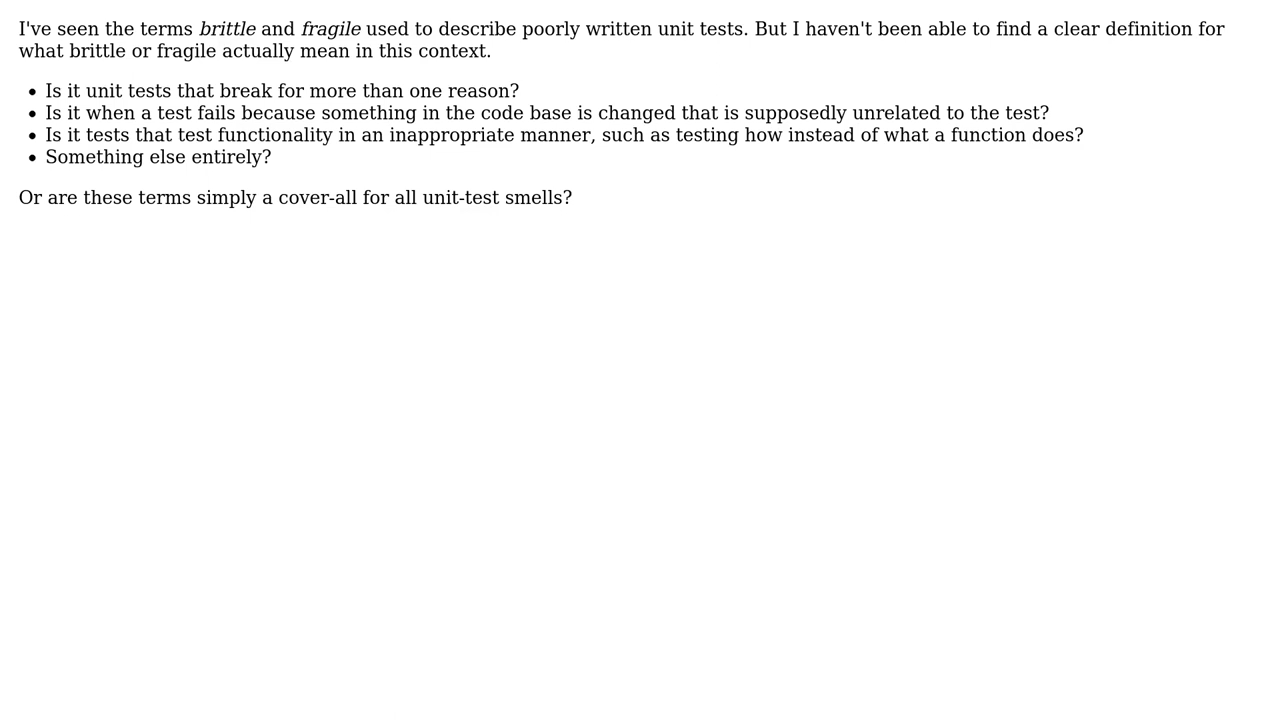 I've seen the terms brittle and fragile used to describe poorly written unit tests. But I haven't been able to find a clear definition for
what brittle or fragile actually mean in this context.
• Is it unit tests that break for more than one reason?
• Is it when a test fails because something in the code base is changed that is supposedly unrelated to the test?
• Is it tests that test functionality in an inappropriate manner, such as testing how instead of what a function does?
• Something else entirely?
Or are these terms simply a cover-all for all unit-test smells?